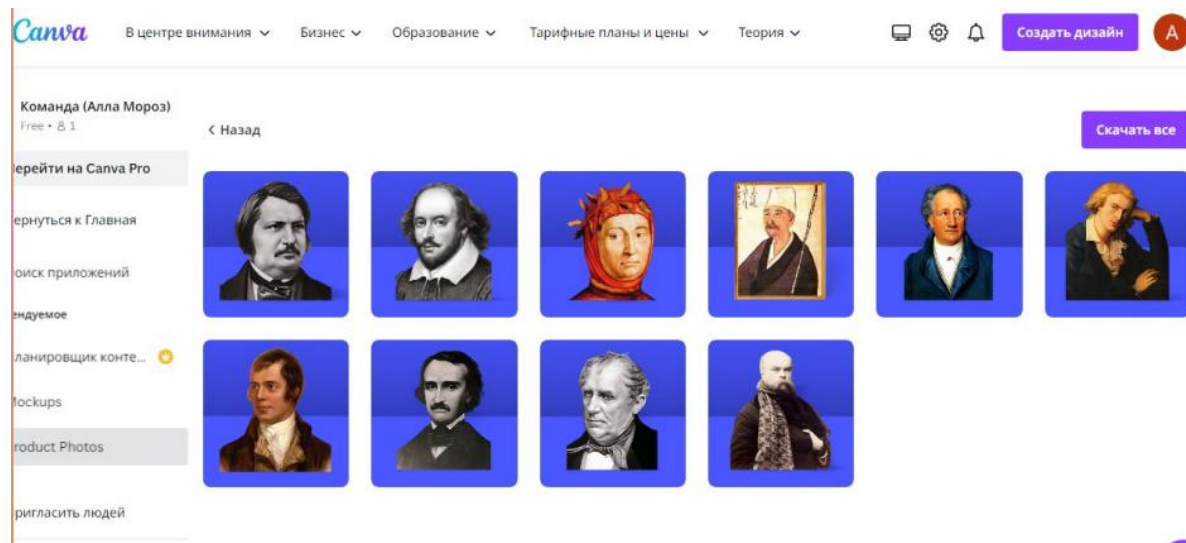 Canva
В центре внимания
Бизнес
Образование
Тарифные планы и цены
Теория
Создать дизайн
А
Команда (Алла Мороз)
Free • 1
Назад
Скачать все
ерейти на Canva Pro
ернуться к Главная
оиск приложений
ендуемое
ланировщик конте...
lockups
roduct Photos
ригласить людей